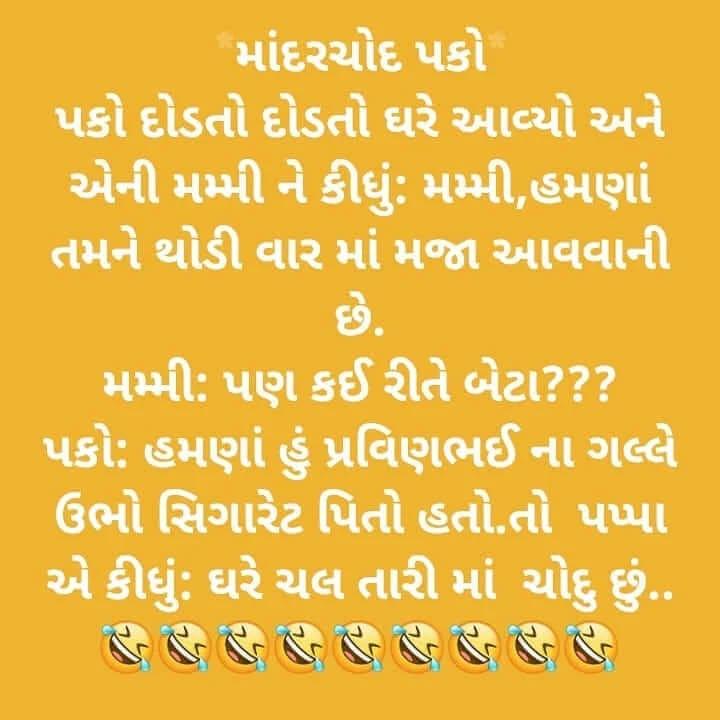 *માંદરચોદ પકો*
પકો દોડતો દોડતો ઘરે આવ્યો અને
એની મમ્મી ને કીધું: મમ્મી,હમણાં
તમને થોડી વાર માં મજા આવવાની
છે.
મમ્મી: પણ કઈ રીતે બેટા???
પકો: હમણાં હું પ્રવિણભઈ ના ગલ્લે
ઉભો સિગારેટ પિતો હતો.તો પપ્પા
એ કીધું: ઘરે ચલ તારી માં ચોદુ છું..
🤣🤣🤣🤣🤣🤣🤣🤣🤣